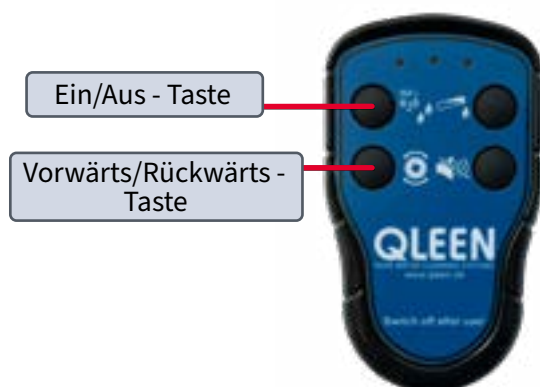 Ein/Aus - Taste
Vorwärts/Rückwärts -
Taste
QLEEN
Switch off after use!